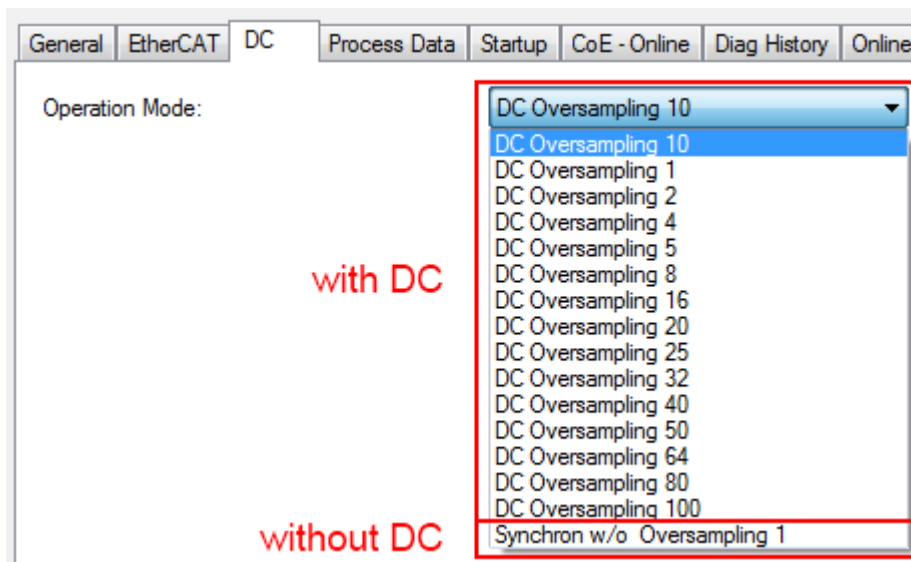 General EtherCAT DC Process Data Startup CoE - Online Diag History Online
Operation Mode: DC Oversampling 10
DC Oversampling 10
DC Oversampling 1
DC Oversampling 2
DC Oversampling 4
DC Oversampling 5
DC Oversampling 8
with DC
DC Oversampling 16
DC Oversampling 20
DC Oversampling 25
DC Oversampling 32
DC Oversampling 40
DC Oversampling 50
DC Oversampling 64
DC Oversampling 80
DC Oversampling 100
without DC Synchron w/o Oversampling 1